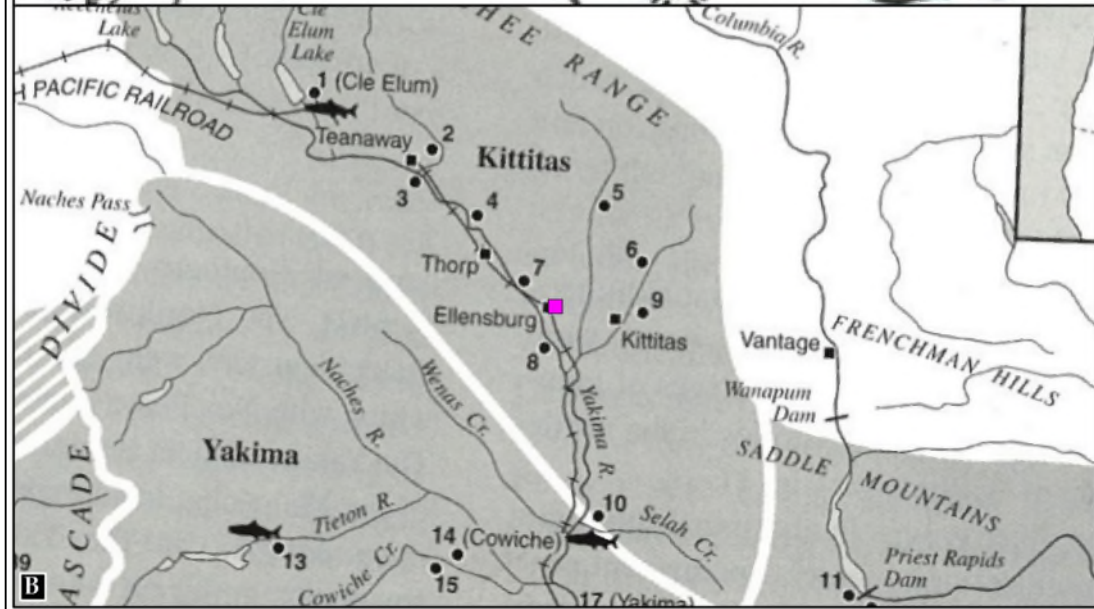 Lake
Cle
Elum
Lake
HEE RANGE
Columbia R.
1 (Cle Elum)
PACIFIC RAILROAD
Teanaway
2
Kittitas
3
4
5
Naches Pass
DIVIDE
Thorp
7
6
9
Ellensburg
Kittitas
8
Vantage
FRENCHMAN HILLS
Wanapum
Dam
Naches R.
Wenas Cr.
Yakima R.
Yakima
SADDLE MOUNTAINS
10
Selah Cr.
Tieton R.
13
14 (Cowiche)
15
Cowiche Cr.
ASCADE
Priest Rapids
Dam
11
17 (Yakima)
B